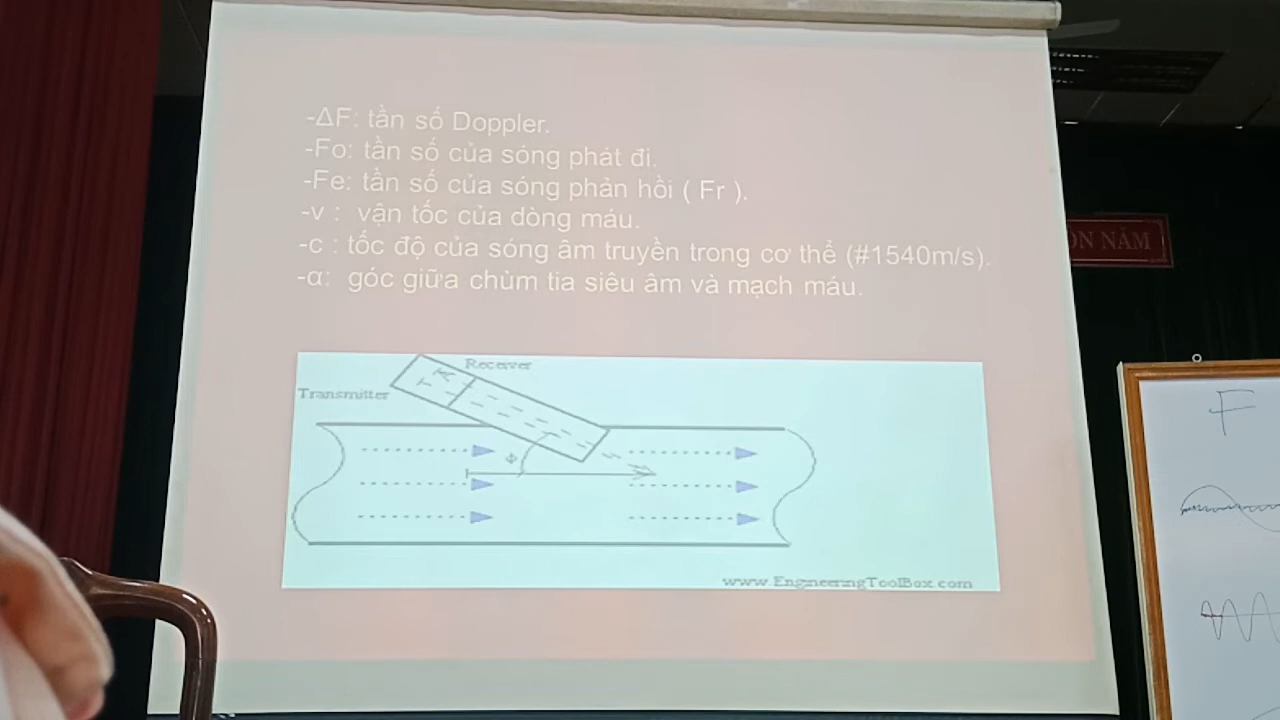 -ΔF: tần số Doppler.
-Fo: tần số của sóng phát đi.
-Fe: tần số của sóng phản hồi ( Fr ).
-v : vận tốc của dòng máu.
-c : tốc độ của sóng âm truyền trong cơ thể (#1540m/s).
-α: góc giữa chùm tia siêu âm và mạch máu.
Receiver
Transmitter
T R
Φ
www.EngineeringToolBox.com
NĂM
F